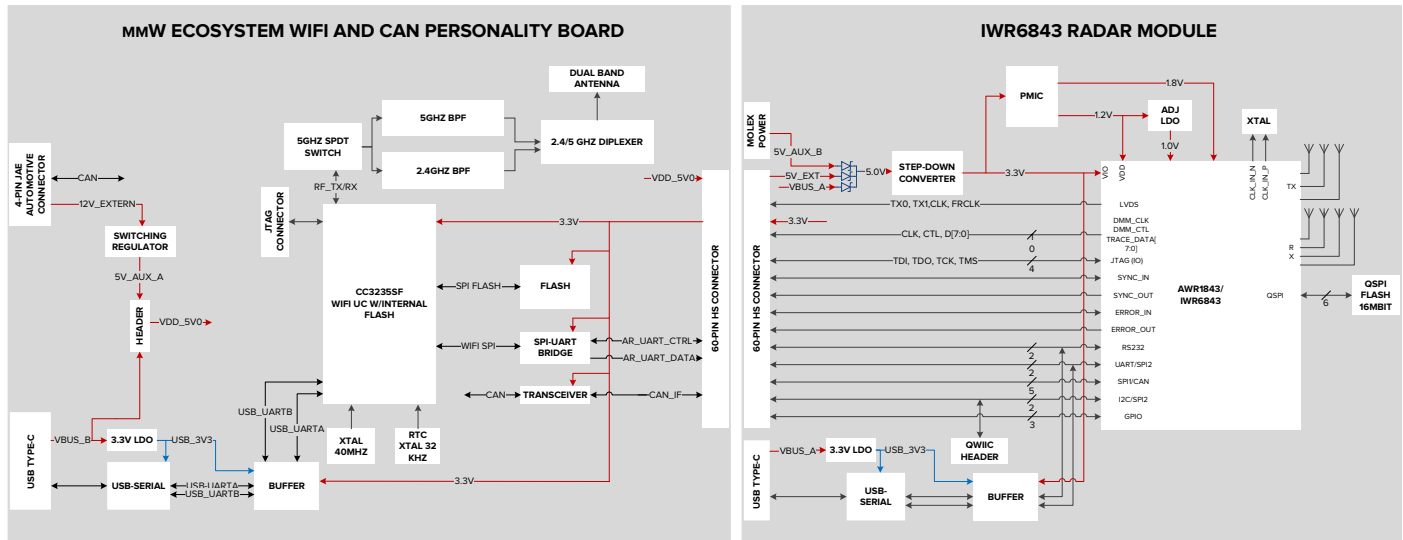 MMW ECOSYSTEM WIFI AND CAN PERSONALITY BOARD
DUAL BAND
ANTENNA
5GHZ SPDT
SWITCH
5GHZ BPF
2.4GHZ BPF
2.4/5 GHZ DIPLEXER
4-PIN JAE
AUTOMOTIVE
CONNECTOR
CAN
12V_EXTERN
SWITCHING
REGULATOR
5V_AUX_A
HEADER
VDD_5V0
RF_TX/RX
JTAG
CONNECTOR
CC3235SF
WIFI UC W/INTERNAL
FLASH
3.3V
VDD_5V0
SPI FLASH
FLASH
WIFI SPI
SPI-UART
BRIDGE
AR_UART_CTRL
AR_UART_DATA
CAN
TRANSCEIVER
CAN_IF
60-PIN HS CONNECTOR
USB_UARTB
USB_UARTA
XTAL
40MHZ
RTC
XTAL 32
KHZ
USB TYPE-C
VBUS_B
3.3V LDO
USB_3V3
USB-SERIAL
USB-UARTA
USB_UARTB
BUFFER
3.3V
IWR6843 RADAR MODULE
MOLEX
POWER
5V_AUX_B
5V_EXT
VBUS_A
5.0V
STEP-DOWN
CONVERTER
PMIC
1.8V
1.2V
ADJ
LDO
1.0V
3.3V
XTAL
CLK_IN_N
CLK_IN_P
VIO
VDD
TX
R
X
60-PIN HS CONNECTOR
3.3V
TX0, TX1,CLK, FRCLK
LVDS
CLK, CTL, D[7:0]
1
0
DMM_CLK
DMM_CTL
TRACE_DATA[
7:0]
TDI, TDO, TCK, TMS
4
JTAG (IO)
SYNC_IN
SYNC_OUT
ERROR_IN
ERROR_OUT
RS232
2
UART/SPI2
2
SPI1/CAN
5
I2C/SPI2
2
GPIO
3
AWR1843/
IWR6843
QSPI
6
QSPI
FLASH
16MBIT
QWIIC
HEADER
USB TYPE-C
VBUS_A
3.3V LDO
USB_3V3
USB-
SERIAL
BUFFER